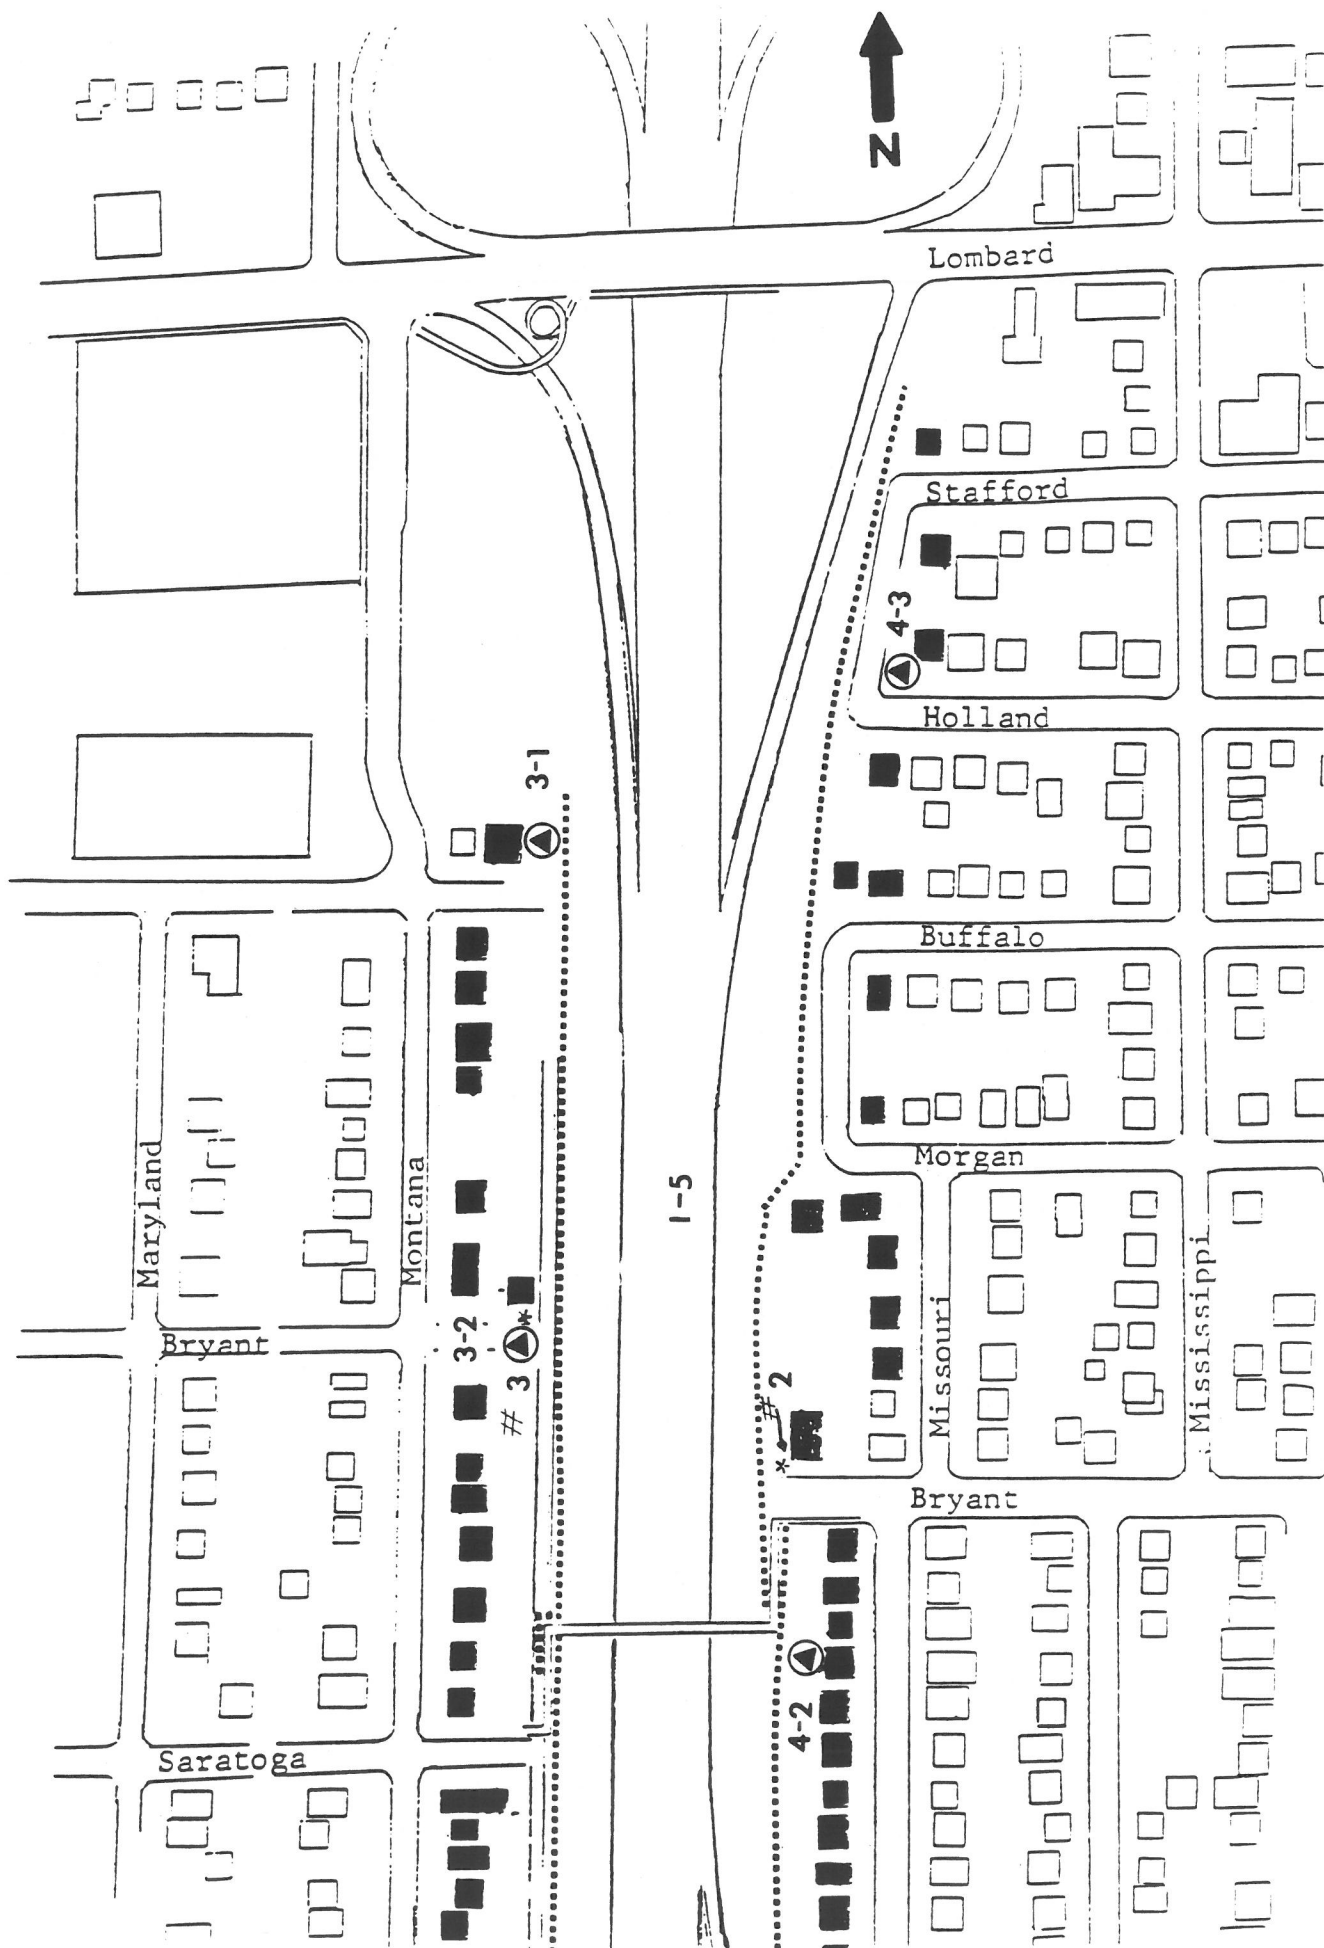 N
Lombard
Stafford
4-3
Holland
3-1
Buffalo
Morgan
Maryland
Montana
I-5
Missouri
Mississippi
Bryant
3-2
# 3 *
# 2
*
Bryant
4-2
Saratoga